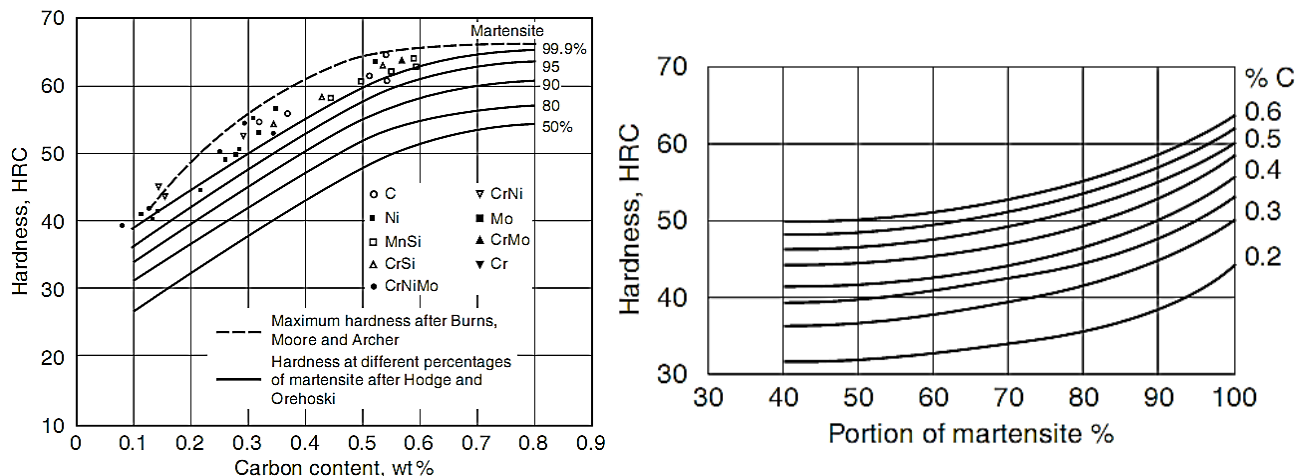 70
60
50
40
30
20
10
Hardness, HRC
Martensite
99.9%
95
90
80
50%
C
Ni
MnSi
CrSi
CrNiMo
CrNi
Mo
CrMo
Cr
Maximum hardness after Burns,
Moore and Archer
Hardness at different percentages
of martensite after Hodge and
Orehoski
0 0.1 0.2 0.3 0.4 0.5 0.6 0.7 0.8 0.9
Carbon content, wt%
70
60
50
40
30
Hardness, HRC
% C
0.6
0.5
0.4
0.3
0.2
30 40 50 60 70 80 90 100
Portion of martensite %